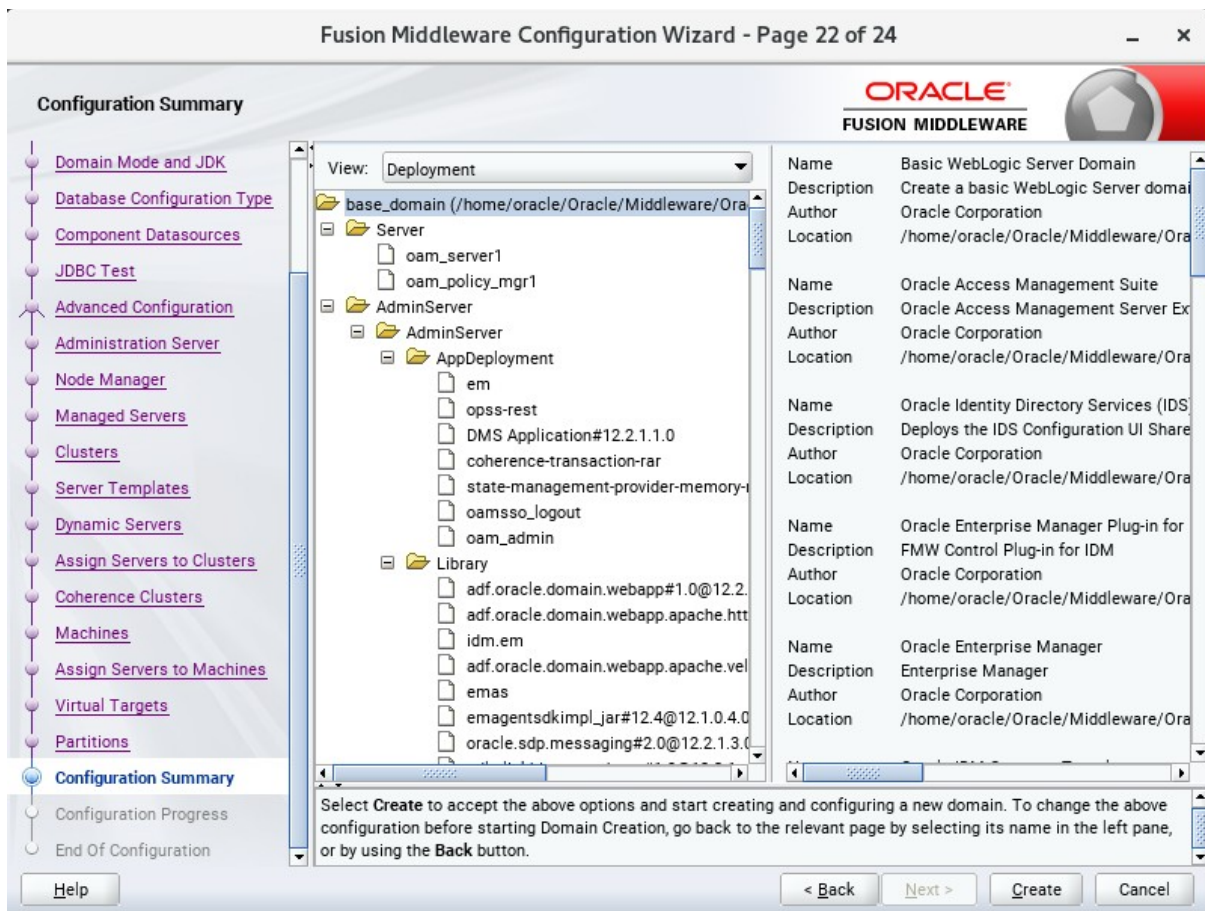 Fusion Middleware Configuration Wizard - Page 22 of 24
Configuration Summary
ORACLE
FUSION MIDDLEWARE
Domain Mode and JDK
Database Configuration Type
Component Datasources
JDBC Test
Advanced Configuration
Administration Server
Node Manager
Managed Servers
Clusters
Server Templates
Dynamic Servers
Assign Servers to Clusters
Coherence Clusters
Machines
Assign Servers to Machines
Virtual Targets
Partitions
Configuration Summary
Configuration Progress
End Of Configuration
View: Deployment
base_domain (/home/oracle/Oracle/Middleware/Ora
Server
oam_server1
oam_policy_mgr1
AdminServer
AdminServer
AppDeployment
em
opss-rest
DMS Application#12.2.1.1.0
coherence-transaction-rar
state-management-provider-memory-r
oamsso_logout
oam_admin
Library
adf.oracle.domain.webapp#1.0@12.2.
adf.oracle.domain.webapp.apache.htt
idm.em
adf.oracle.domain.webapp.apache.vel
emas
emagentsdkimpl_jar#12.4@12.1.0.4.0
oracle.sdp.messaging#2.0@12.2.1.3.0
Name Basic WebLogic Server Domain
Description Create a basic WebLogic Server domai
Author Oracle Corporation
Location /home/oracle/Oracle/Middleware/Ora
Name Oracle Access Management Suite
Description Oracle Access Management Server Ex
Author Oracle Corporation
Location /home/oracle/Oracle/Middleware/Ora
Name Oracle Identity Directory Services (IDS)
Description Deploys the IDS Configuration UI Share
Author Oracle Corporation
Location /home/oracle/Oracle/Middleware/Ora
Name Oracle Enterprise Manager Plug-in for
Description FMW Control Plug-in for IDM
Author Oracle Corporation
Location /home/oracle/Oracle/Middleware/Ora
Name Oracle Enterprise Manager
Description Enterprise Manager
Author Oracle Corporation
Location /home/oracle/Oracle/Middleware/Ora
Select Create to accept the above options and start creating and configuring a new domain. To change the above
configuration before starting Domain Creation, go back to the relevant page by selecting its name in the left pane,
or by using the Back button.
Help
< Back
Next >
Create
Cancel